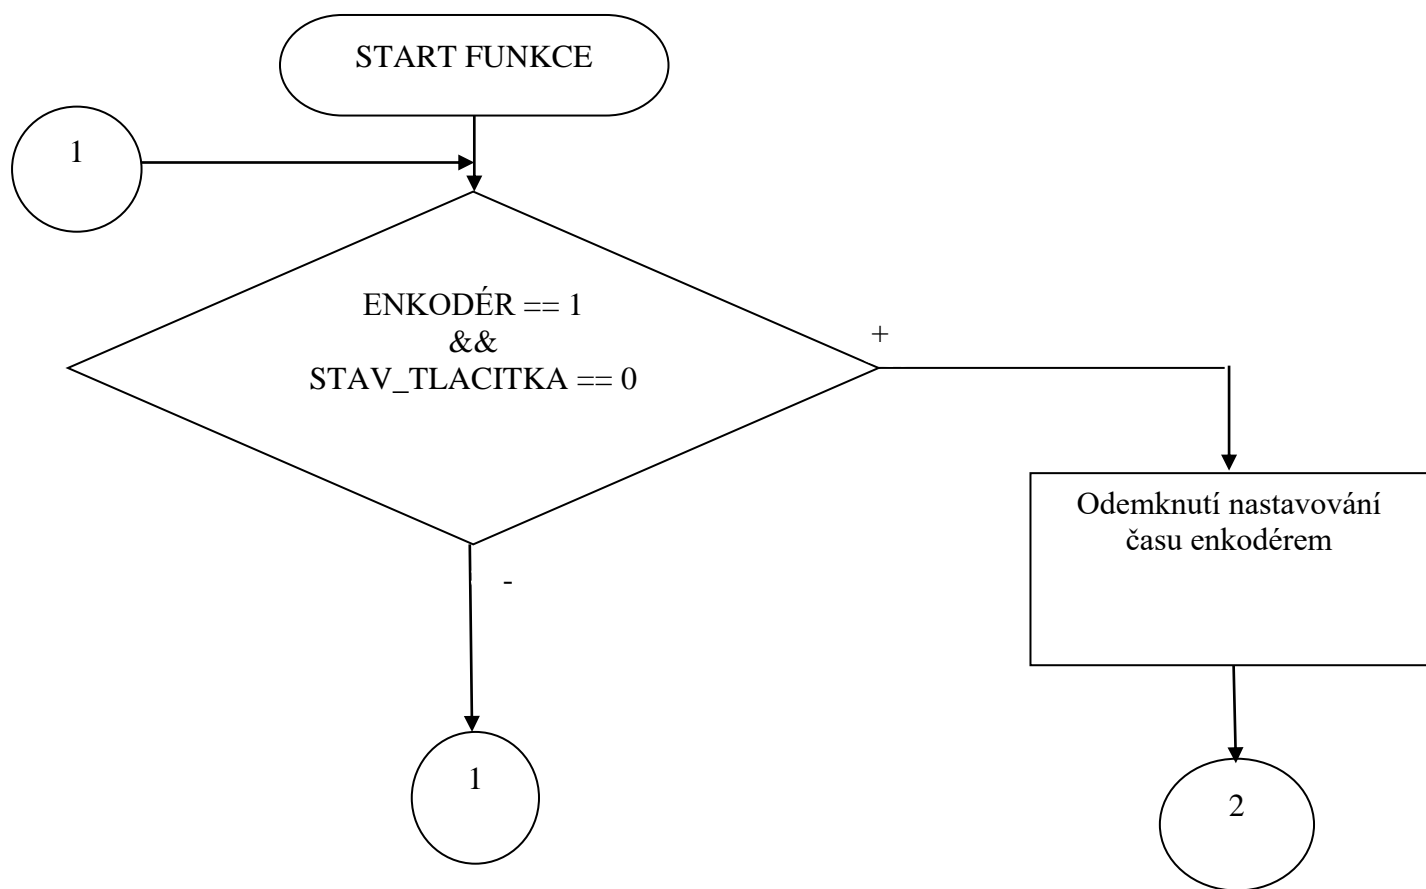 START FUNKCE
1
ENKODÉR == 1
&&
STAV_TLACITKA == 0
+
Odemknutí nastavování
času enkodérem
-
1
2